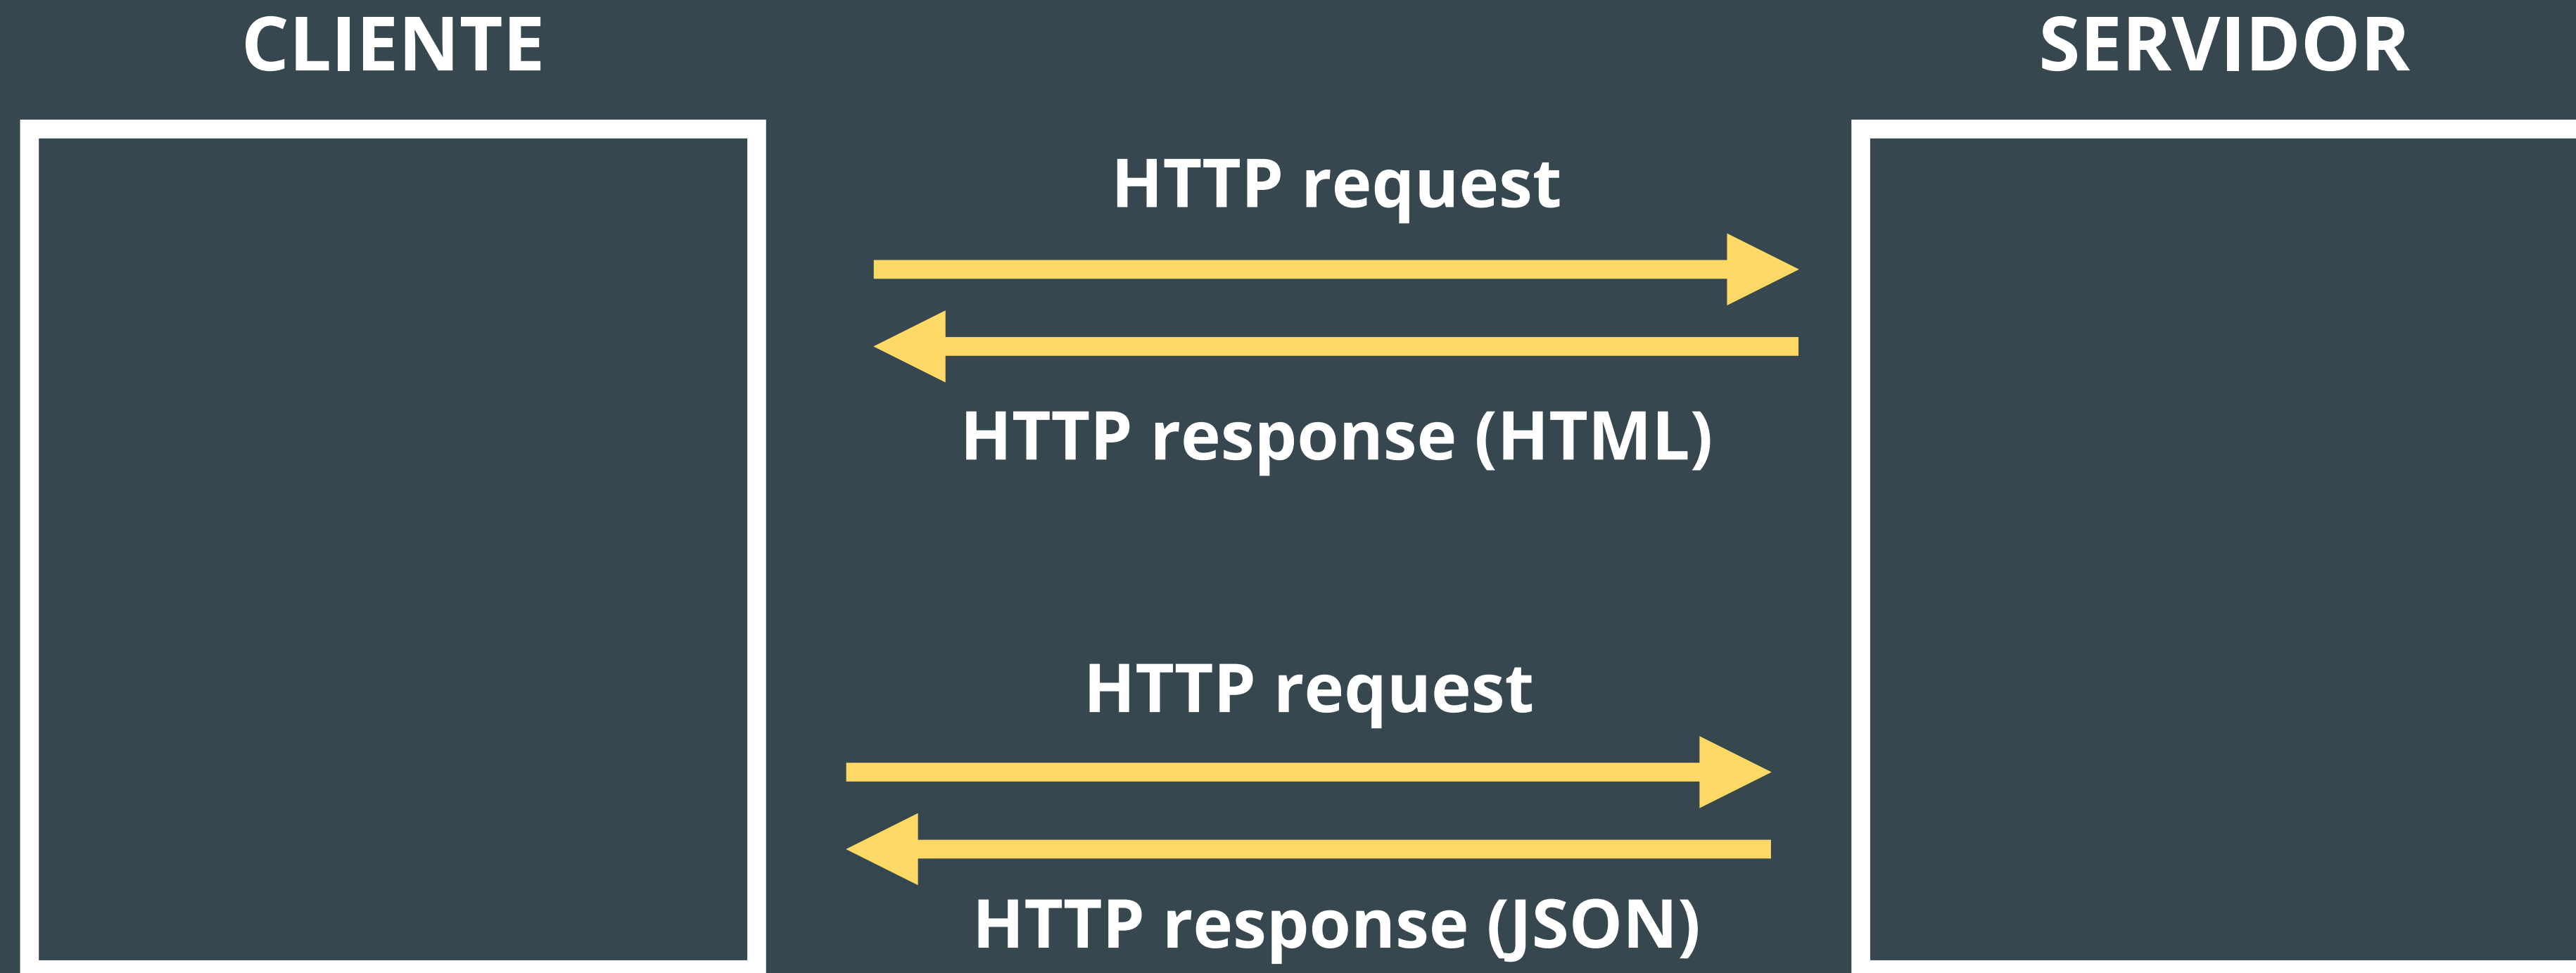 CLIENTE
SERVIDOR
HTTP request
HTTP response (HTML)
HTTP request
HTTP response (JSON)